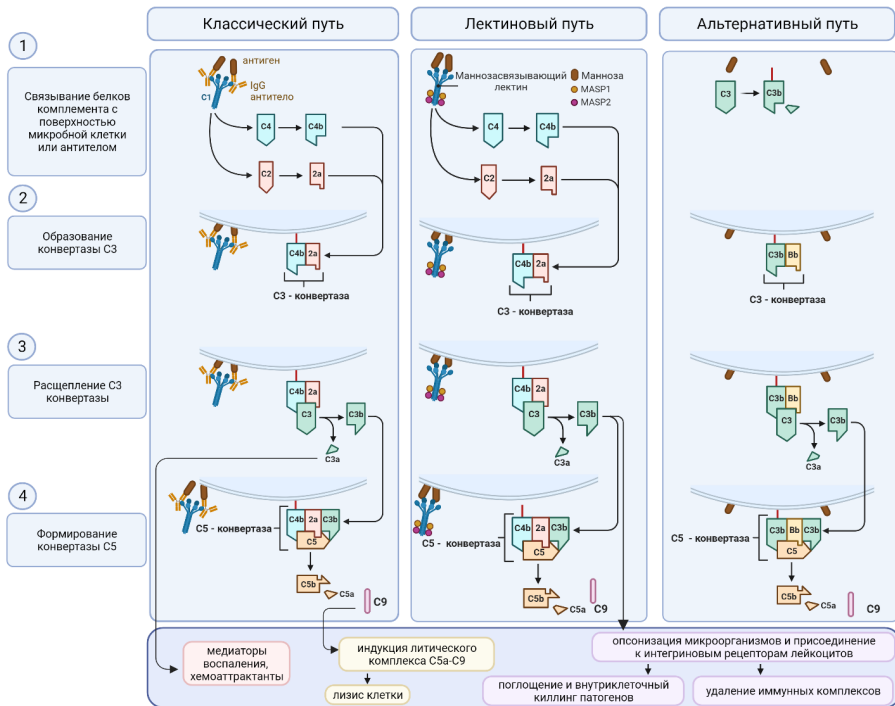 Классический путь
Лектиновый путь
Альтернативный путь
1
Связывание белков
комплемента с
поверхностью
микробной клетки
или антителом
антиген
IgG
антитело
C1
C4
C4b
C2
2a
Маннозасвязывающий
лектин
Манноза
MASP1
MASP2
C4
C4b
C2
2a
C3
C3b
2
Образование
конвертазы C3
C4b
2a
C3 - конвертаза
C4b
2a
C3 - конвертаза
C3b
Bb
C3 - конвертаза
3
Расщепление C3
конвертазы
C4b
2a
C3
C3b
C3a
C4b
2a
C3
C3b
C3a
C3b
Bb
C3
C3b
C3a
4
Формирование
конвертазы C5
C5 - конвертаза
C4b
2a
C3b
C5
C5b
C5a
C9
C5 - конвертаза
C4b
2a
C3b
C5
C5b
C5a
C9
C5 - конвертаза
C3b
Bb
C3b
C5
C5b
C5a
C9
медиаторы
воспаления,
хемоаттрактанты
индукция литического
комплекса C5a-C9
лизис клетки
опсонизация микроорганизмов и присоединение
к интегриновым рецепторам лейкоцитов
поглощение и внутриклеточный
киллинг патогенов
удаление иммунных комплексов